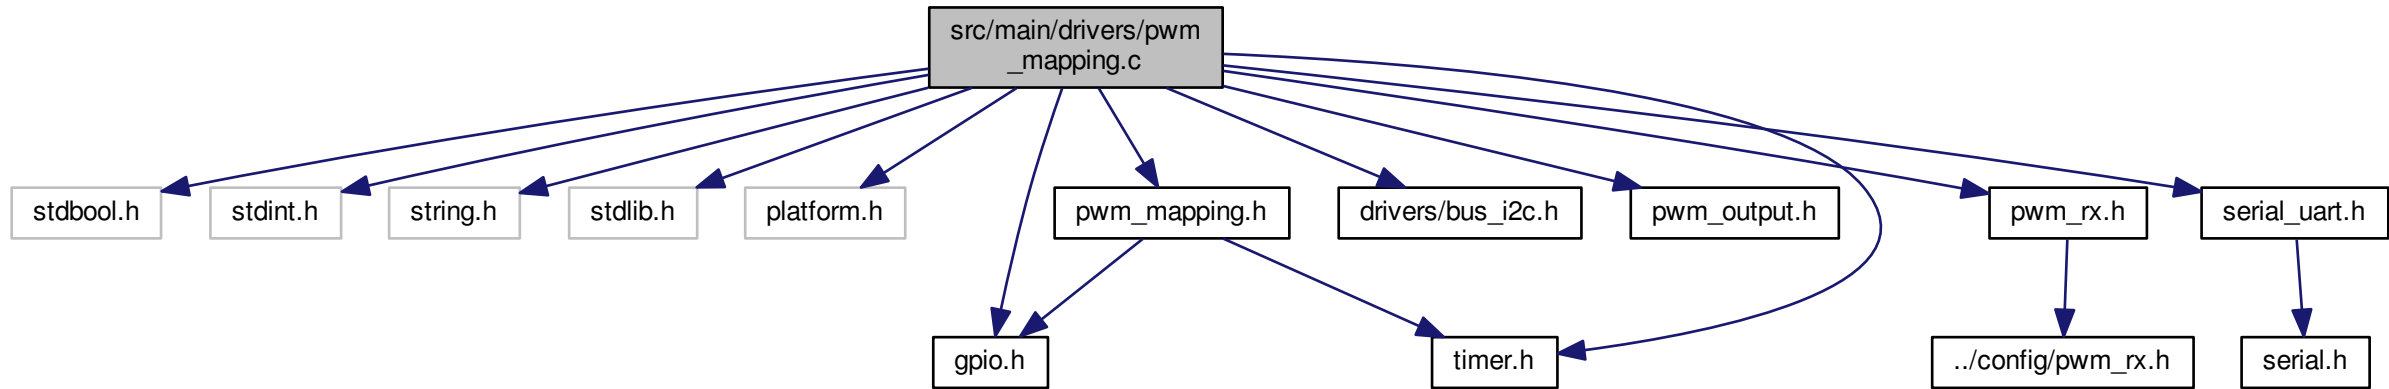 src/main/drivers/pwm
_mapping.c
stdbool.h
stdint.h
string.h
stdlib.h
platform.h
pwm_mapping.h
drivers/bus_i2c.h
pwm_output.h
pwm_rx.h
serial_uart.h
gpio.h
timer.h
../config/pwm_rx.h
serial.h